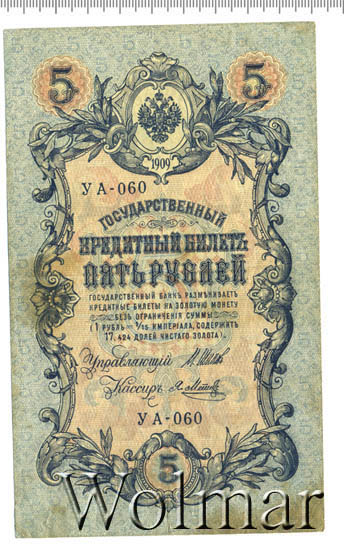 5 5
1909
УА-060
ГОСУДАРСТВЕННЫЙ
КРЕДИТНЫЙ БИЛЕТЪ
ПЯТЬ РУБЛЕЙ
ГОСУДАРСТВЕННЫЙ БАНКЪ РАЗМѢНИВАЕТЪ
КРЕДИТНЫЕ БИЛЕТЫ НА ЗОЛОТУЮ МОНЕТУ
БЕЗЪ ОГРАНИЧЕНІЯ СУММЫ
(1 РУБЛЬ = 1/15 ИМПЕРІАЛА, СОДЕРЖИТЪ
17,424 ДОЛЕЙ ЧИСТАГО ЗОЛОТА).
Управляющій
Кассиръ
УА-060
5
Wolmar